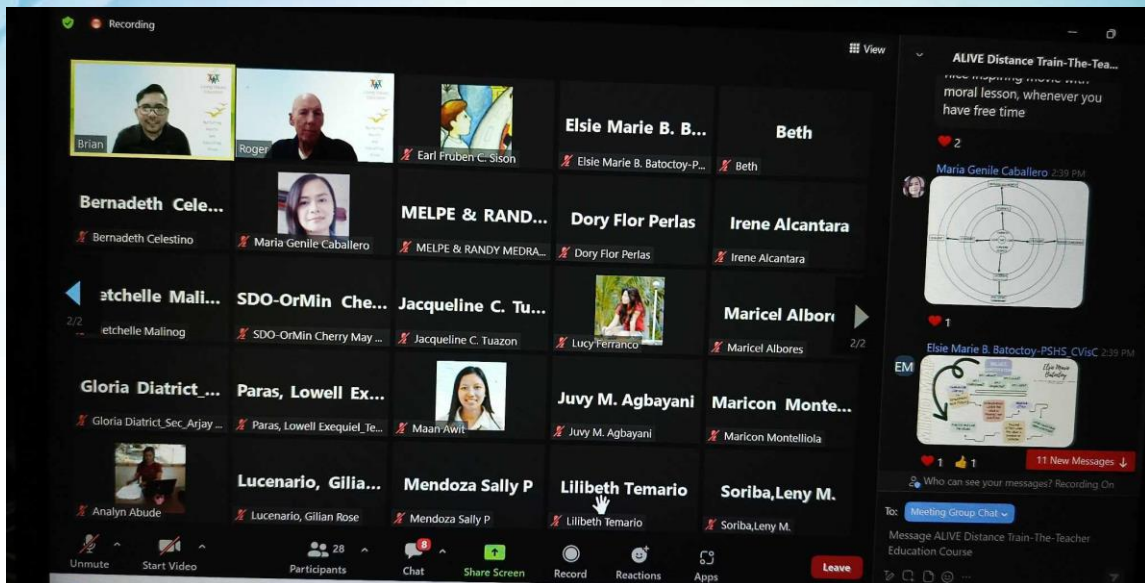 Recording
View
Brian
Roger
Earl Fruben C. Sison
Elsie Marie B. B...
Elsie Marie B. Batoctoy-P...
Beth
Beth
Bernadeth Cele...
Bernadeth Celestino
Maria Genile Caballero
MELPE & RAND...
MELPE & RANDY MEDRA...
Dory Flor Perlas
Dory Flor Perlas
Irene Alcantara
Irene Alcantara
etchelle Mali...
etchelle Malinog
2/2
SDO-OrMin Che...
SDO-OrMin Cherry May ...
Jacqueline C. Tu...
Jacqueline C. Tuazon
Lucy Ferranco
Maricel Albor
Maricel Albores
2/2
Gloria Diatrict_...
Gloria Diatrict_Sec_Arjay ...
Paras, Lowell Ex...
Paras, Lowell Exequiel_Te...
Maan Awit
Juvy M. Agbayani
Juvy M. Agbayani
Maricon Monte...
Maricon Montelliola
Analyn Abude
Lucenario, Gilia...
Lucenario, Gilian Rose
Mendoza Sally P
Mendoza Sally P
Lilibeth Temario
Lilibeth Temario
Soriba,Leny M.
Soriba,Leny M.
Unmute
Start Video
Participants
28
Chat
8
Share Screen
Record
Reactions
Apps
Leave
ALIVE Distance Train-The-Tea...
nice inspiring movie with
moral lesson, whenever you
have free time
2
Maria Genile Caballero 2:39 PM
1
Elsie Marie B. Batoctoy-PSHS_CVisC 2:39 PM
EM
1 1
11 New Messages
Who can see your messages? Recording On
To: Meeting Group Chat
Message ALIVE Distance Train-The-Teacher
Education Course